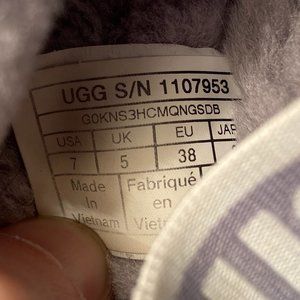 UGG S/N 1107953
G0KNS3HCMQNGSDB
USA UK EU
7 5 38
Made Fabriqué
In en
Vietnam